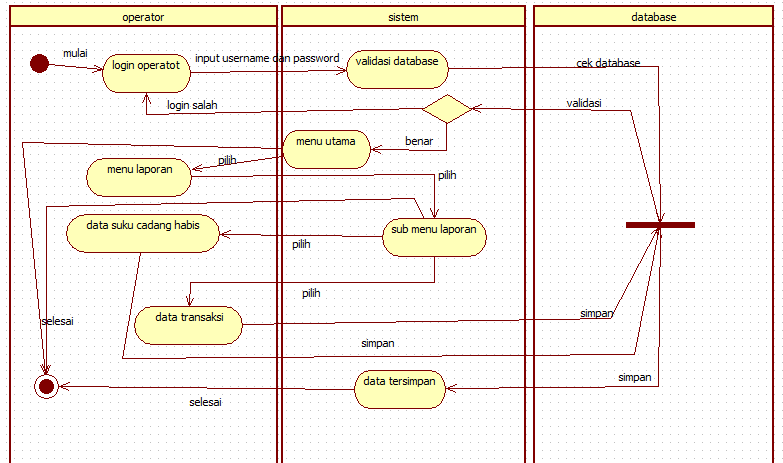 operator
sistem
database
mulai
login operatot
input username dan password
validasi database
cek database
login salah
validasi
benar
menu utama
pilih
menu laporan
pilih
data suku cadang habis
sub menu laporan
pilih
pilih
data transaksi
simpan
selesai
simpan
data tersimpan
simpan
selesai